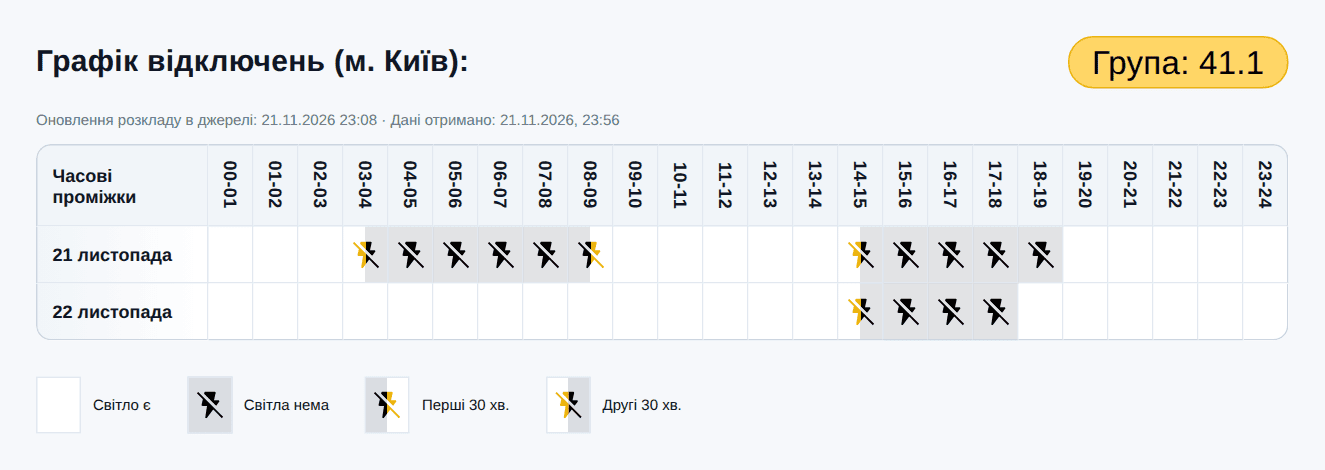 Графік відключень (м. Київ):
Група: 41.1
Оновлення розкладу в джерелі: 21.11.2026 23:08 · Дані отримано: 21.11.2026, 23:56
Часові
проміжки
00-01
01-02
02-03
03-04
04-05
05-06
06-07
07-08
08-09
09-10
10-11
11-12
12-13
13-14
14-15
15-16
16-17
17-18
18-19
19-20
20-21
21-22
22-23
23-24
21 листопада
22 листопада
Світло є
Світла нема
Перші 30 хв.
Другі 30 хв.